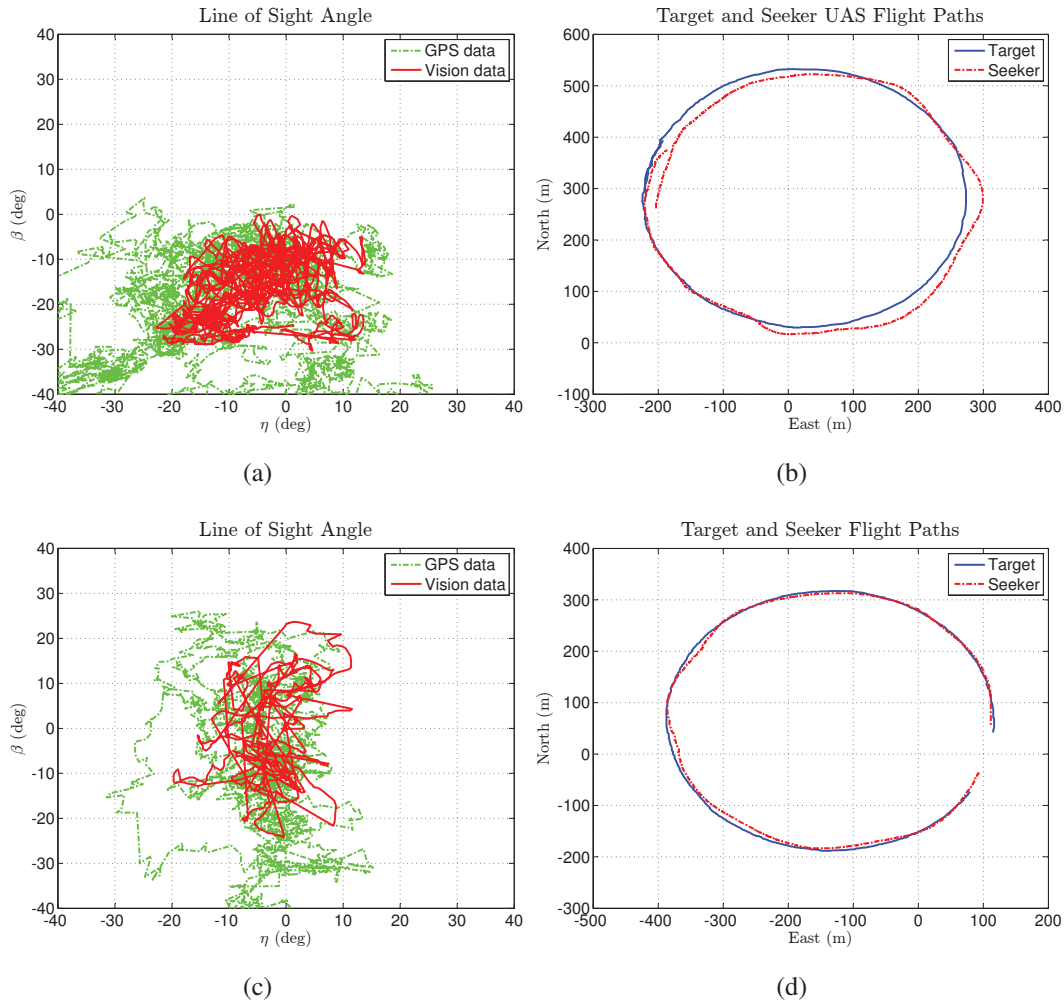 Line of Sight Angle
40
30
20
10
0
-10
-20
-30
-40
-40
-30
-20
-10
0
10
20
30
40
β (deg)
η (deg)
GPS data
Vision data
(a)
Target and Seeker UAS Flight Paths
600
500
400
300
200
100
0
-100
-300
-200
-100
0
100
200
300
400
North (m)
East (m)
Target
Seeker
(b)
Line of Sight Angle
40
30
20
10
0
-10
-20
-30
-40
-40
-30
-20
-10
0
10
20
30
40
β (deg)
η (deg)
GPS data
Vision data
(c)
Target and Seeker Flight Paths
400
300
200
100
0
-100
-200
-300
-500
-400
-300
-200
-100
0
100
200
North (m)
East (m)
Target
Seeker
(d)